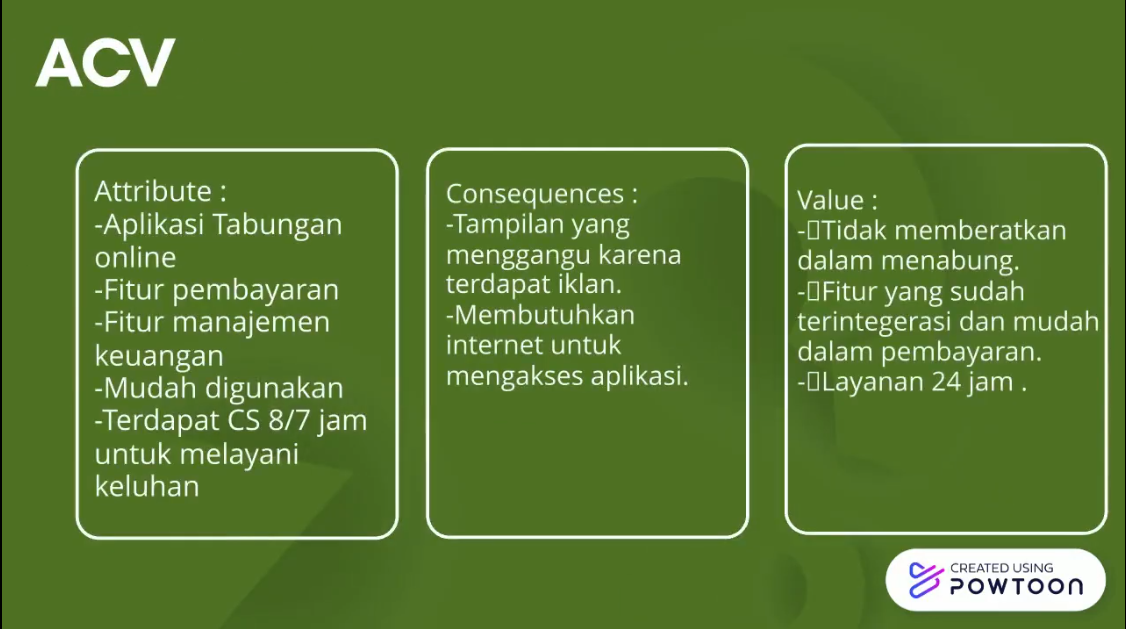 ACV
Attribute :
-Aplikasi Tabungan
online
-Fitur pembayaran
-Fitur manajemen
keuangan
-Mudah digunakan
-Terdapat CS 8/7 jam
untuk melayani
keluhan
Consequences :
-Tampilan yang
menggangu karena
terdapat iklan.
-Membutuhkan
internet untuk
mengakses aplikasi.
Value :
-▯Tidak memberatkan
dalam menabung.
-▯Fitur yang sudah
terintegerasi dan mudah
dalam pembayaran.
-▯Layanan 24 jam .
CREATED USING
POWTOON